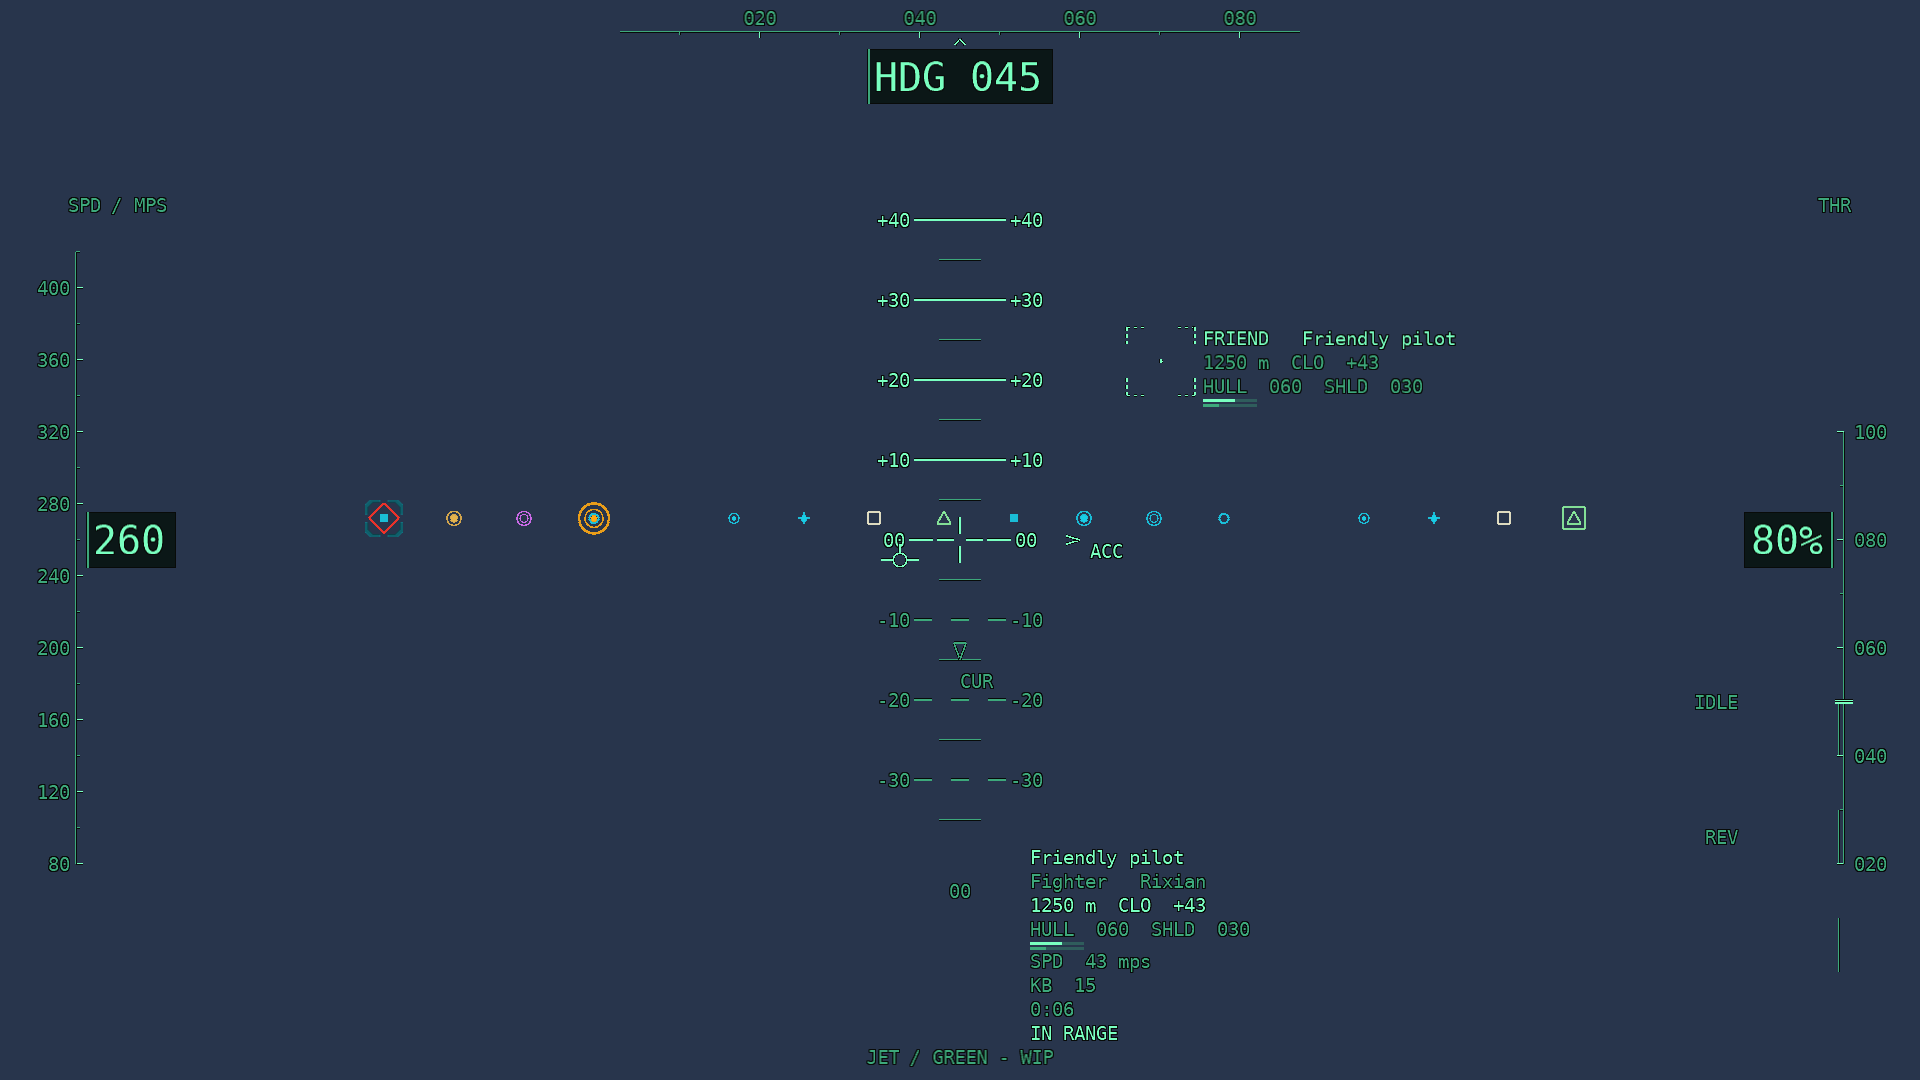 020 040 060 080
HDG 045
SPD / MPS
THR
400
360
320
280
240
200
160
120
80
260
+40 +40
+30 +30
+20 +20
+10 +10
00 00
-10 -10
-20 -20
-30 -30
ACC
CUR
00
FRIEND Friendly pilot
1250 m CLO +43
HULL 060 SHLD 030
100
080
060
040
020
80%
IDLE
REV
Friendly pilot
Fighter Rixian
1250 m CLO +43
HULL 060 SHLD 030
SPD 43 mps
KB 15
0:06
IN RANGE
JET / GREEN - WIP